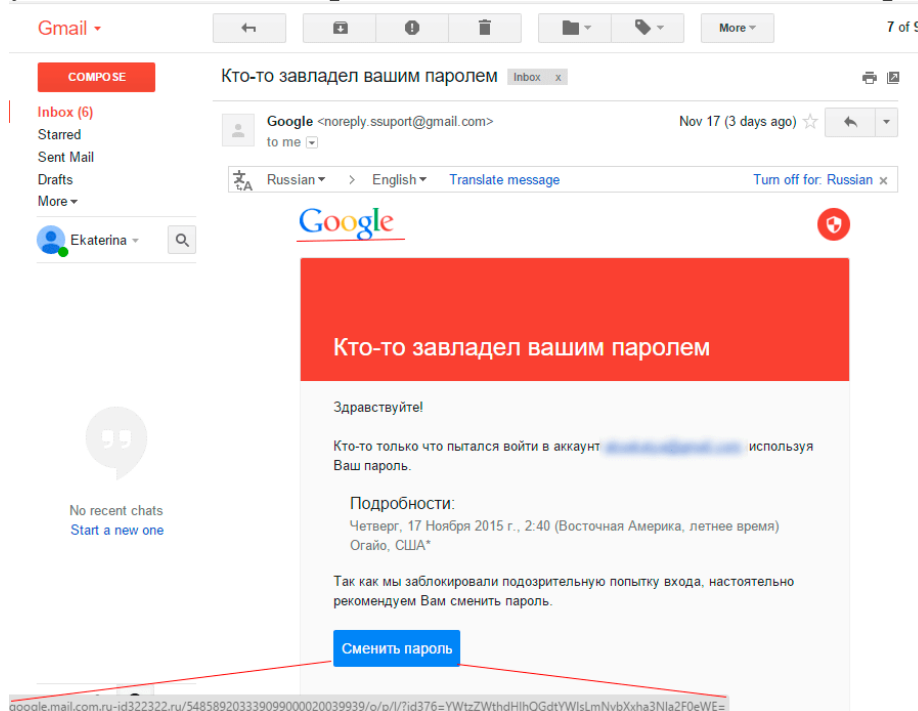 Gmail
More
7 of 9
COMPOSE
Кто-то завладел вашим паролем Inbox x
Inbox (6)
Starred
Sent Mail
Drafts
More
Google <noreply.ssuport@gmail.com>
Nov 17 (3 days ago)
to me
Russian > English Translate message
Turn off for: Russian x
Ekaterina
Google
Кто-то завладел вашим паролем
Здравствуйте!
Кто-то только что пытался войти в аккаунт используя
Ваш пароль.
Подробности:
Четверг, 17 Ноября 2015 г., 2:40 (Восточная Америка, летнее время)
Огайо, США*
Так как мы заблокировали подозрительную попытку входа, настоятельно
рекомендуем Вам сменить пароль.
Сменить пароль
No recent chats
Start a new one
google.mail.com.ru-id322322.ru/548589203339099000020039939/o/p/l/?id376=